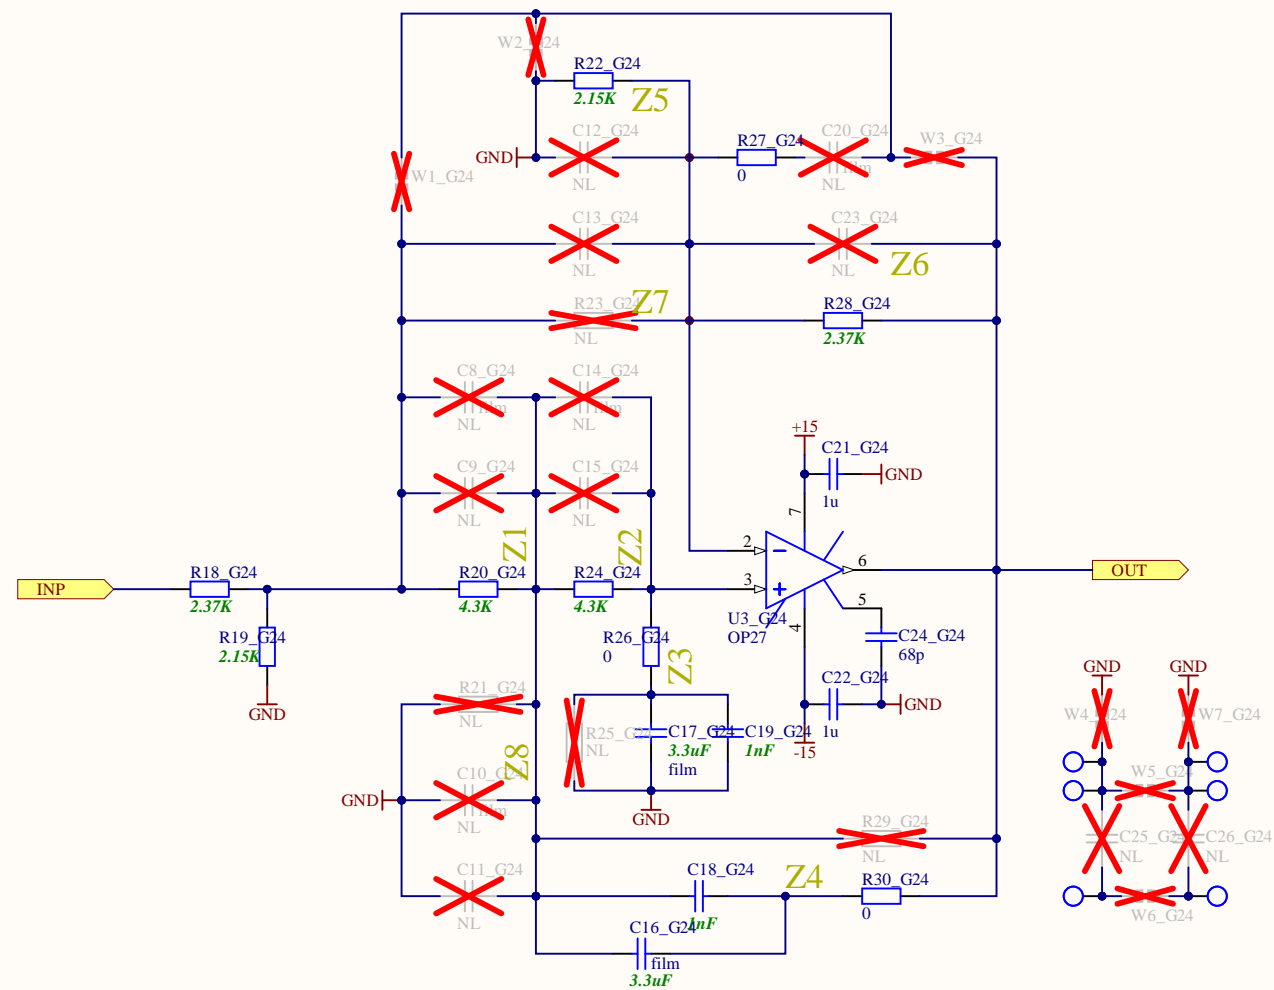 W2_G24
R22_G24
2.15K
Z5
C12_G24
GND
NL
R27_G24
0
C20_G24
film
NL
W3_G24
W1_G24
C13_G24
NL
C23_G24
NL
Z6
R23_G24
Z7
NL
R28_G24
2.37K
C8_G24
film
NL
C14_G24
film
NL
C9_G24
NL
C15_G24
NL
+15
C21_G24
GND
1u
7
Z1
Z2
2
3
6
5
4
U3_G24
OP27
INP
R18_G24
2.37K
R19_G24
2.15K
GND
R20_G24
4.3K
R24_G24
4.3K
OUT
R26_G24
0
Z3
C24_G24
68p
C22_G24
GND
1u
-15
R21_G24
NL
R25_G24
NL
C17_G24
3.3uF
film
C19_G24
1nF
GND
Z8
GND
C10_G24
film
NL
C11_G24
NL
R29_G24
NL
C18_G24
1nF
Z4
R30_G24
0
C16_G24
film
3.3uF
GND
GND
W4_G24
W7_G24
W5_G24
C25_G24
NL
C26_G24
NL
W6_G24